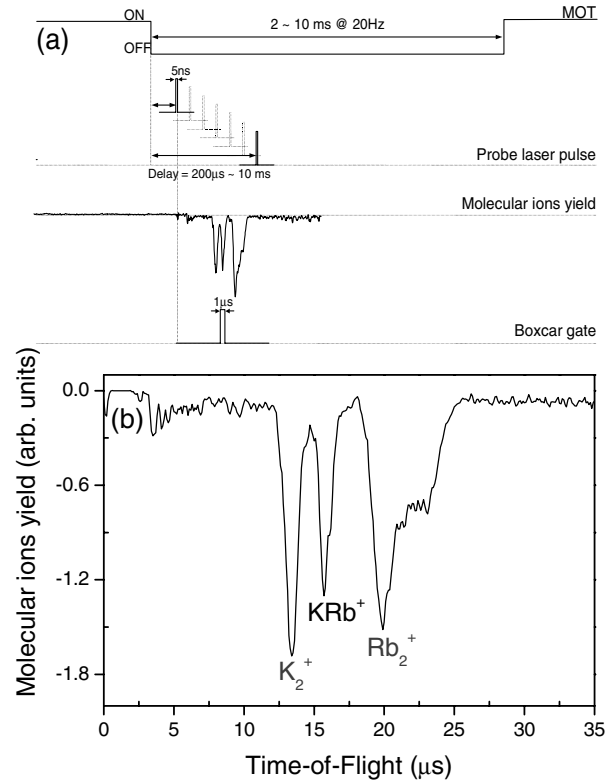 ON
MOT
(a)
2 ~ 10 ms @ 20Hz
OFF
5ns
Probe laser pulse
Delay = 200μs ~ 10 ms
Molecular ions yield
1μs
Boxcar gate
Molecular ions yield (arb. units)
0.0
(b)
-0.6
-1.2
KRb+
Rb2+
-1.8
K2+
0 5 10 15 20 25 30 35
Time-of-Flight (μs)